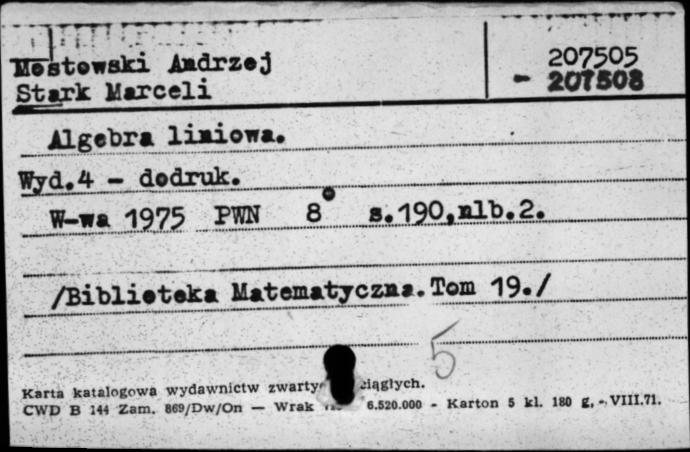 Mostowski Andrzej
Stark Marceli
207505
- 207508
Algebra liniowa.
Wyd.4 - dodruk.
W-wa 1975 PWN 8° s.190,nlb.2.
/Biblioteka Matematyczna.Tom 19./
5
Karta katalogowa wydawnictw ciągłych.
CWD B 144 Zam. 869/Dw/On — 6.520.000 - Karton 5 kl. 180 g, - VIII.71.